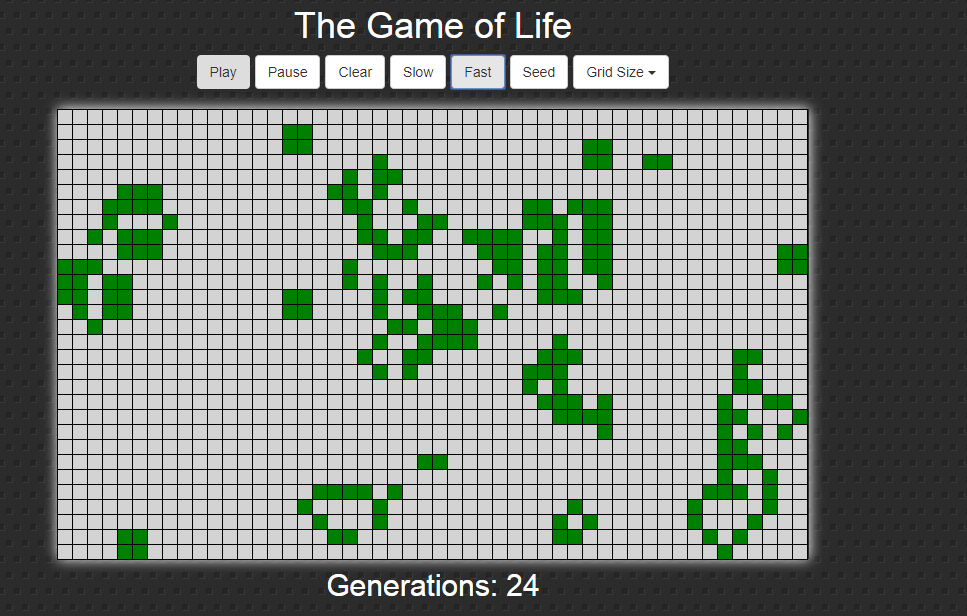 The Game of Life
Play Pause Clear Slow Fast Seed Grid Size
Generations: 24